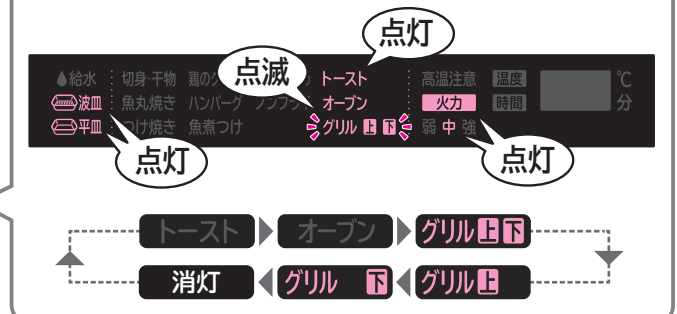 点灯
点滅
給水 切身・干物 トースト 高温注意 温度 ℃
波皿 魚丸焼き ハンバーグ ノンフライ オーブン 火力 時間 分
平皿 つけ焼き 魚煮つけ グリル 上 下 弱 中 強
点灯 点灯
トースト オーブン グリル上下
消灯 グリル 下 グリル上